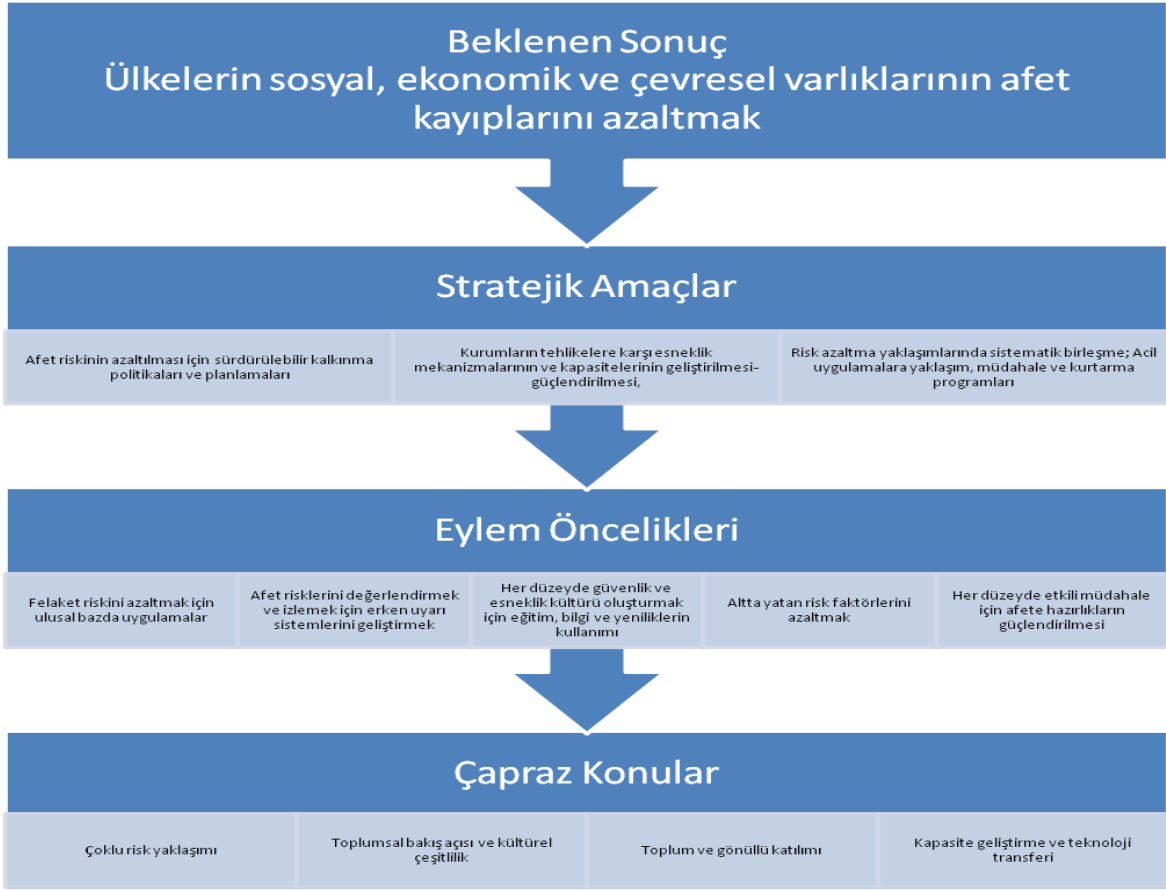 Beklenen Sonuç
Ülkelerin sosyal, ekonomik ve çevresel varlıklarının afet
kayıplarını azaltmak
Stratejik Amaçlar
Afet riskinin azaltılması için sürdürülebilir kalkınma
politikaları ve planlamaları
Kurumların tehlikelere karşı esneklik
mekanizmalarının ve kapasitelerinin geliştirilmesi-
güçlendirilmesi,
Risk azaltma yaklaşımlarında sistematik birleşme; Acil
uygulamalara yaklaşım, müdahale ve kurtarma
programları
Eylem Öncelikleri
Felaket riskini azaltmak için
ulusal bazda uygulamalar
Afet risklerini değerlendirmek
ve izlemek için erken uyarı
sistemlerini geliştirmek
Her düzeyde güvenlik ve
esneklik kültürü oluşturmak
için eğitim, bilgi ve yeniliklerin
kullanımı
Altta yatan risk faktörlerini
azaltmak
Her düzeyde etkili müdahale
için afete hazırlıkların
güçlendirilmesi
Çapraz Konular
Çoklu risk yaklaşımı
Toplumsal bakış açısı ve kültürel
çeşitlilik
Toplum ve gönüllü katılımı
Kapasite geliştirme ve teknoloji
transferi